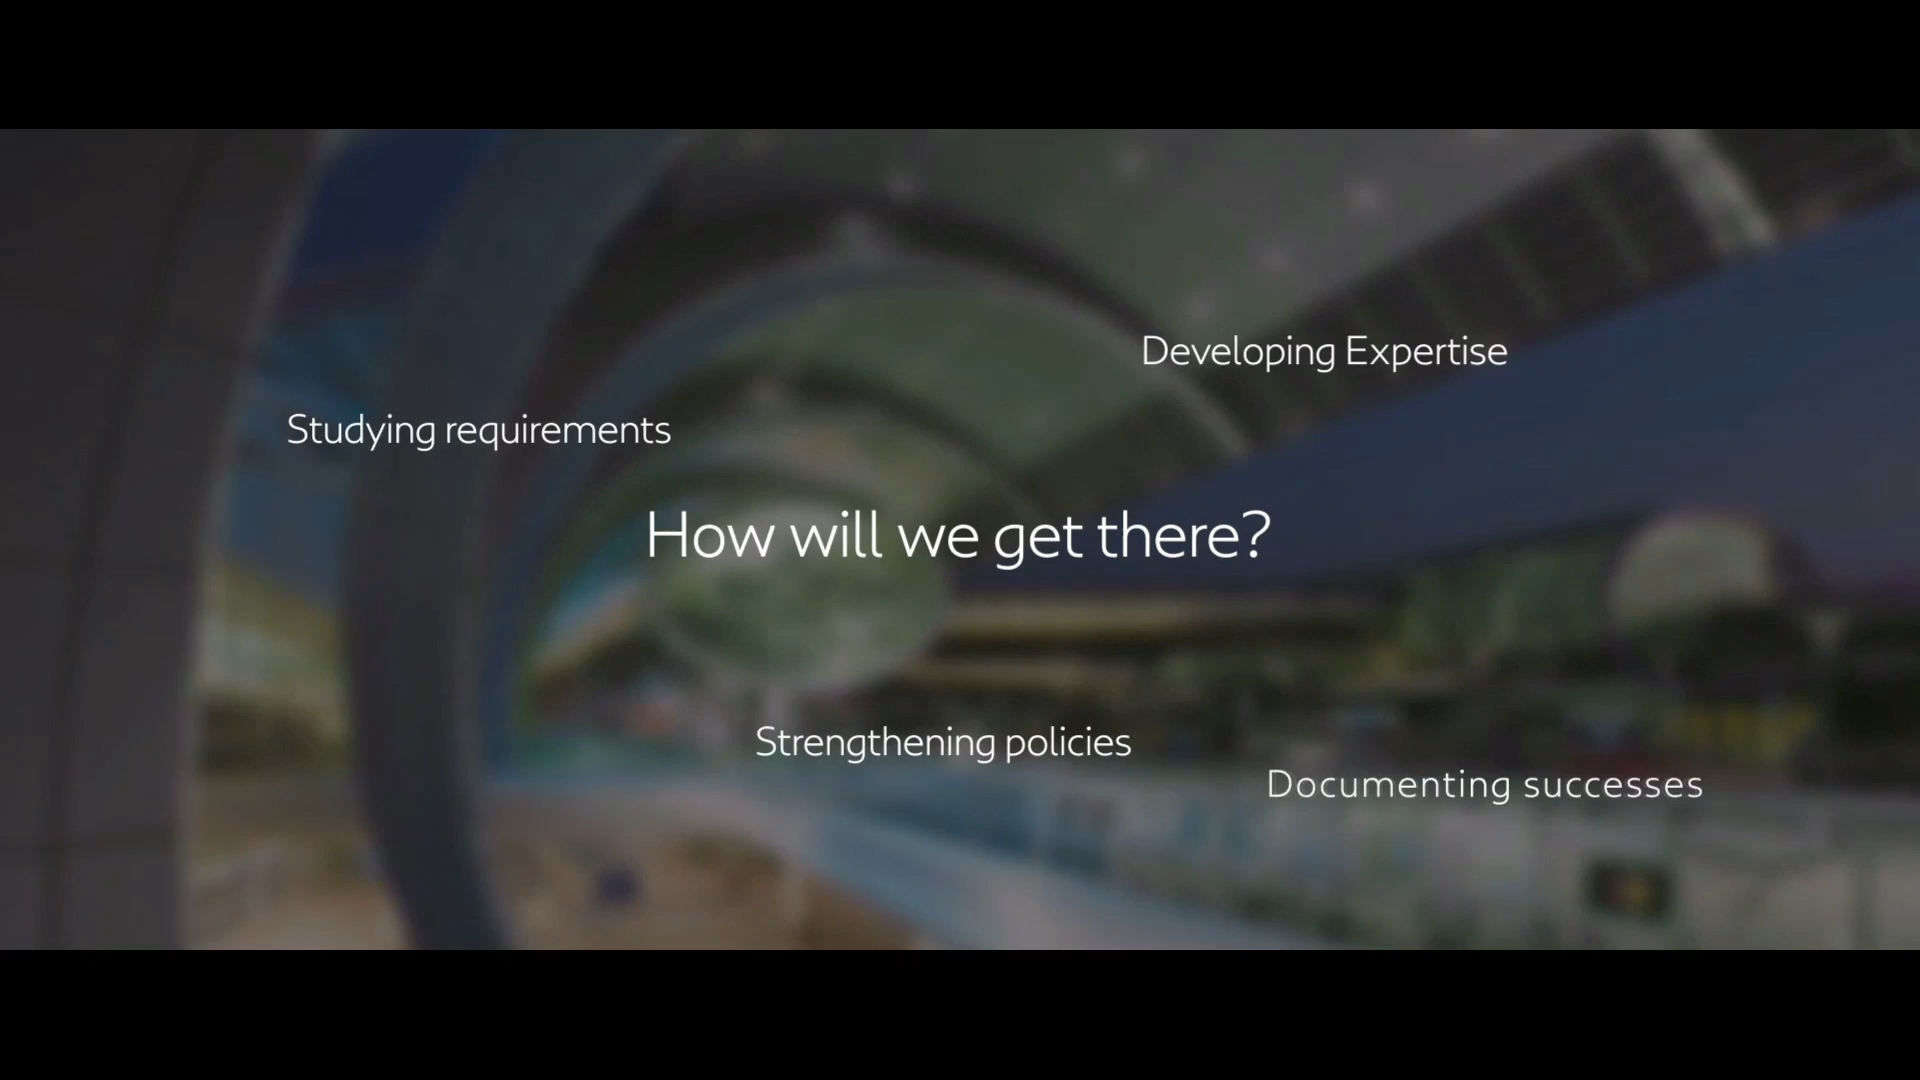 Developing Expertise
Studying requirements
How will we get there?
Strengthening policies
Documenting successes